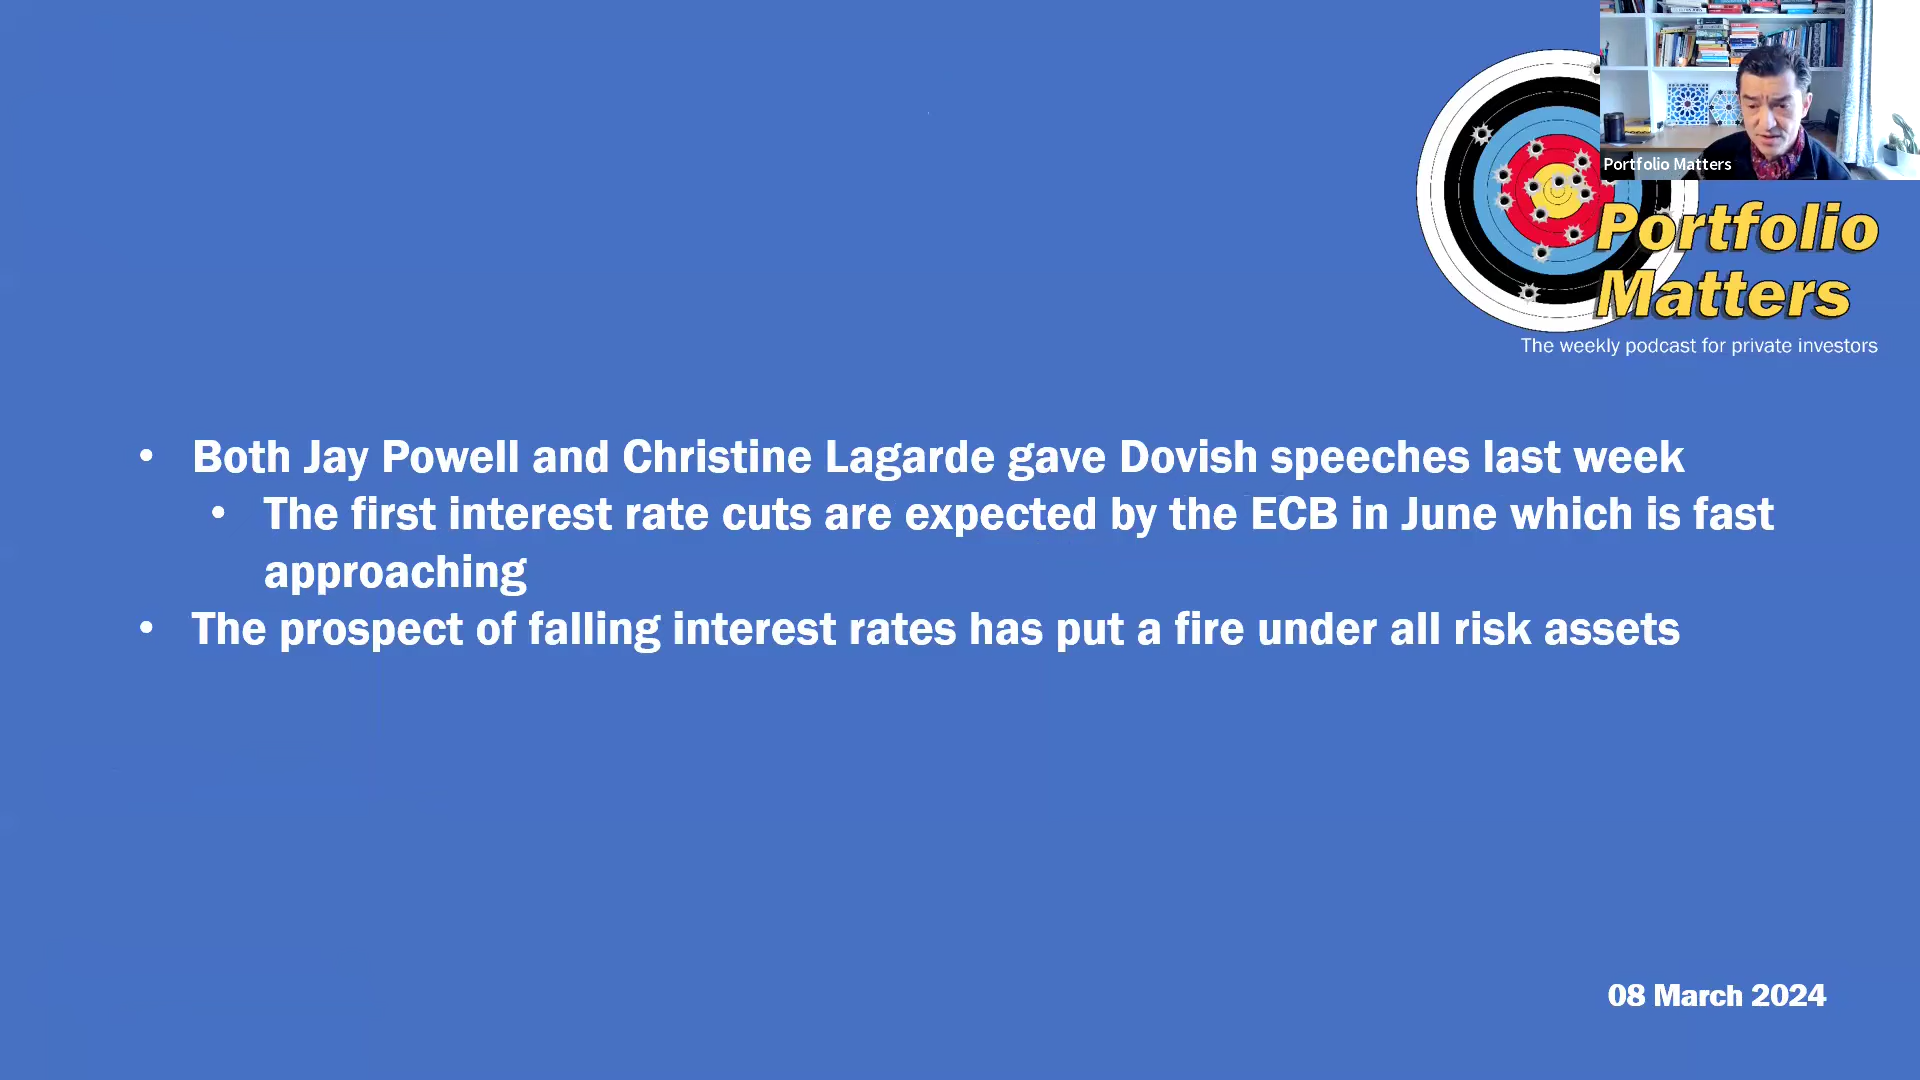 Portfolio Matters
Portfolio
Matters
The weekly podcast for private investors
• Both Jay Powell and Christine Lagarde gave Dovish speeches last week
• The first interest rate cuts are expected by the ECB in June which is fast
approaching
• The prospect of falling interest rates has put a fire under all risk assets
08 March 2024